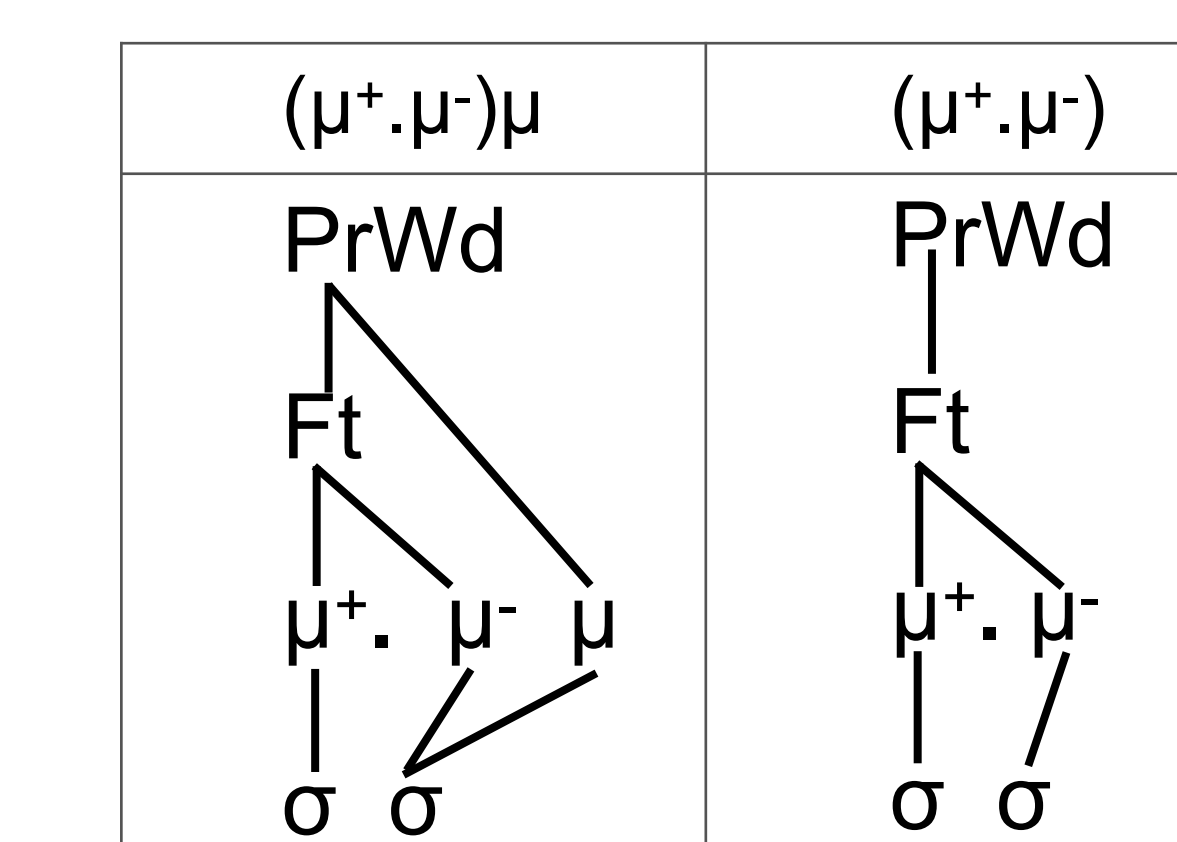 (μ⁺.μ⁻)μ (μ⁺.μ⁻)
PrWd PrWd
Ft Ft
μ⁺. μ⁻ μ μ⁺. μ⁻
σ σ σ σ